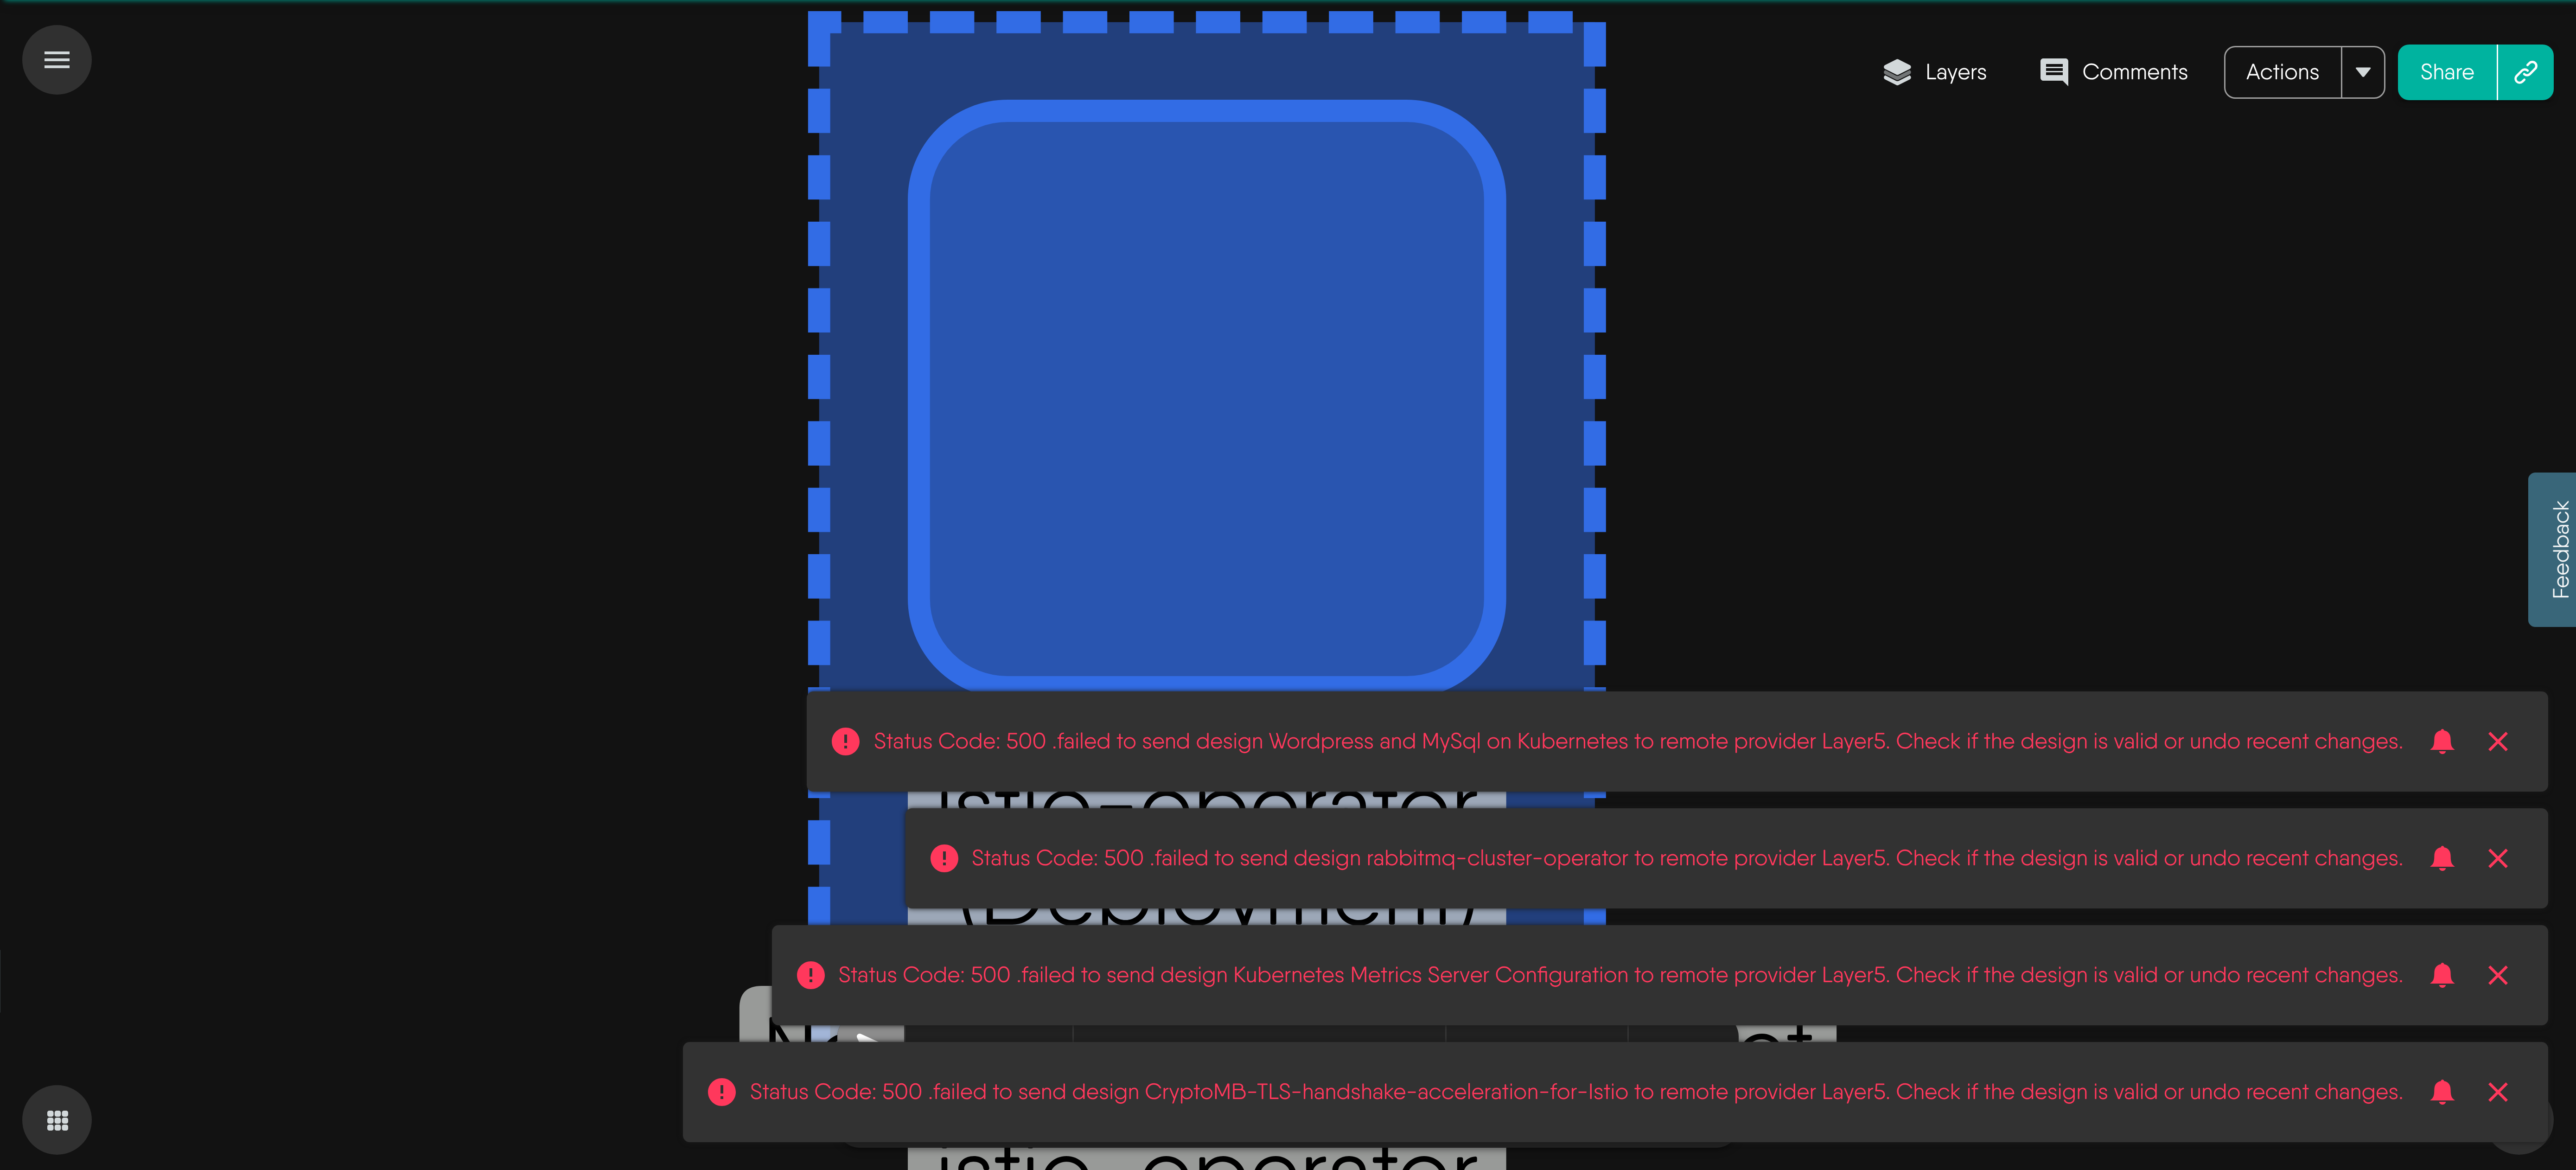 Layers
Comments
Actions
Share
Feedback
Status Code: 500 .failed to send design Wordpress and MySql on Kubernetes to remote provider Layer5. Check if the design is valid or undo recent changes.
istio-operator
Status Code: 500 .failed to send design rabbitmq-cluster-operator to remote provider Layer5. Check if the design is valid or undo recent changes.
(Deployment)
Status Code: 500 .failed to send design Kubernetes Metrics Server Configuration to remote provider Layer5. Check if the design is valid or undo recent changes.
Status Code: 500 .failed to send design CryptoMB-TLS-handshake-acceleration-for-Istio to remote provider Layer5. Check if the design is valid or undo recent changes.
istio-operator